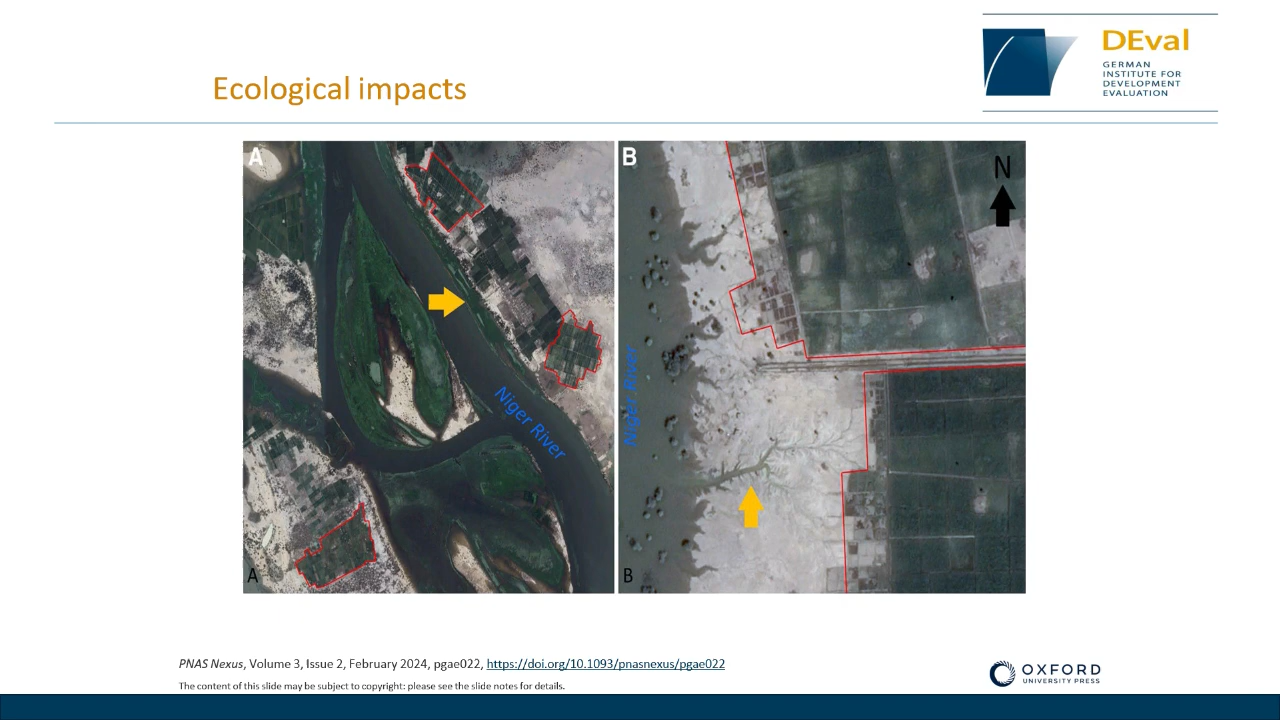 DEval
GERMAN
INSTITUTE FOR
DEVELOPMENT
EVALUATION
Ecological impacts
A
B
N
Niger River
Niger River
A
B
PNAS Nexus, Volume 3, Issue 2, February 2024, pgae022, https://doi.org/10.1093/pnasnexus/pgae022
The content of this slide may be subject to copyright: please see the slide notes for details.
OXFORD
UNIVERSITY PRESS